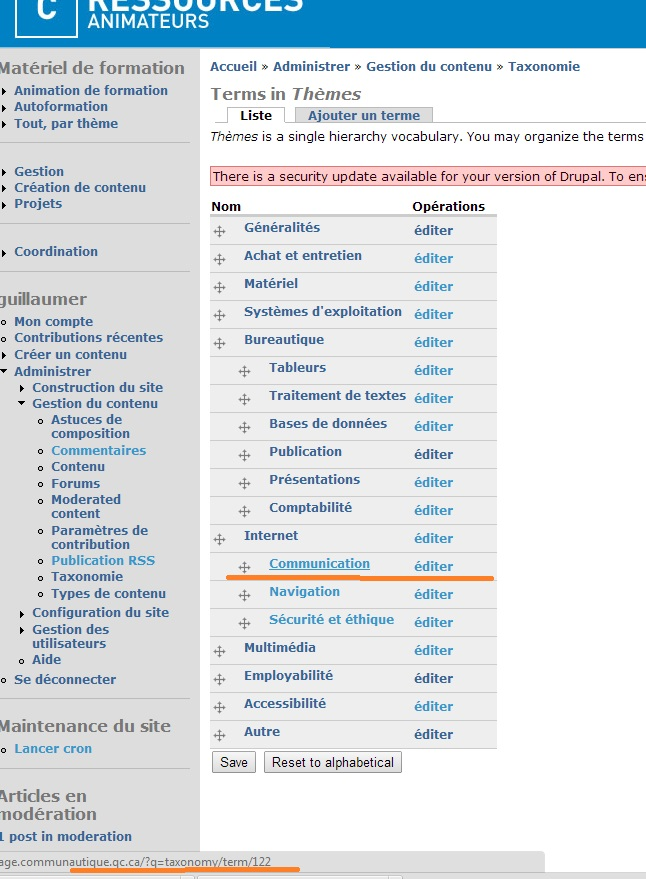 C
RESSOURCES
ANIMATEURS
Matériel de formation
Animation de formation
Autoformation
Tout, par thème
Gestion
Création de contenu
Projets
Coordination
guillaumer
Mon compte
Contributions récentes
Créer un contenu
Administrer
Construction du site
Gestion du contenu
Astuces de
composition
Commentaires
Contenu
Forums
Moderated
content
Paramètres de
contribution
Publication RSS
Taxonomie
Types de contenu
Configuration du site
Gestion des
utilisateurs
Aide
Se déconnecter
Maintenance du site
Lancer cron
Articles en
modération
1 post in moderation
Accueil » Administrer » Gestion du contenu » Taxonomie
Terms in Thèmes
Liste Ajouter un terme
Thèmes is a single hierarchy vocabulary. You may organize the terms
There is a security update available for your version of Drupal. To ens
Nom Opérations
Généralités éditer
Achat et entretien éditer
Matériel éditer
Systèmes d'exploitation éditer
Bureautique éditer
Tableurs éditer
Traitement de textes éditer
Bases de données éditer
Publication éditer
Présentations éditer
Comptabilité éditer
Internet éditer
Communication éditer
Navigation éditer
Sécurité et éthique éditer
Multimédia éditer
Employabilité éditer
Accessibilité éditer
Autre éditer
Save Reset to alphabetical
age.communautique.qc.ca/?q=taxonomy/term/122